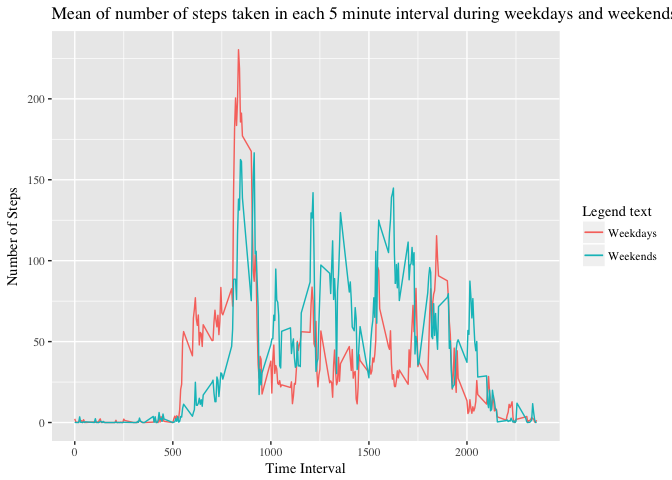 Mean of number of steps taken in each 5 minute interval during weekdays and weekends
Number of Steps
200
150
100
50
0
0
500
1000
1500
2000
Time Interval
Legend text
Weekdays
Weekends